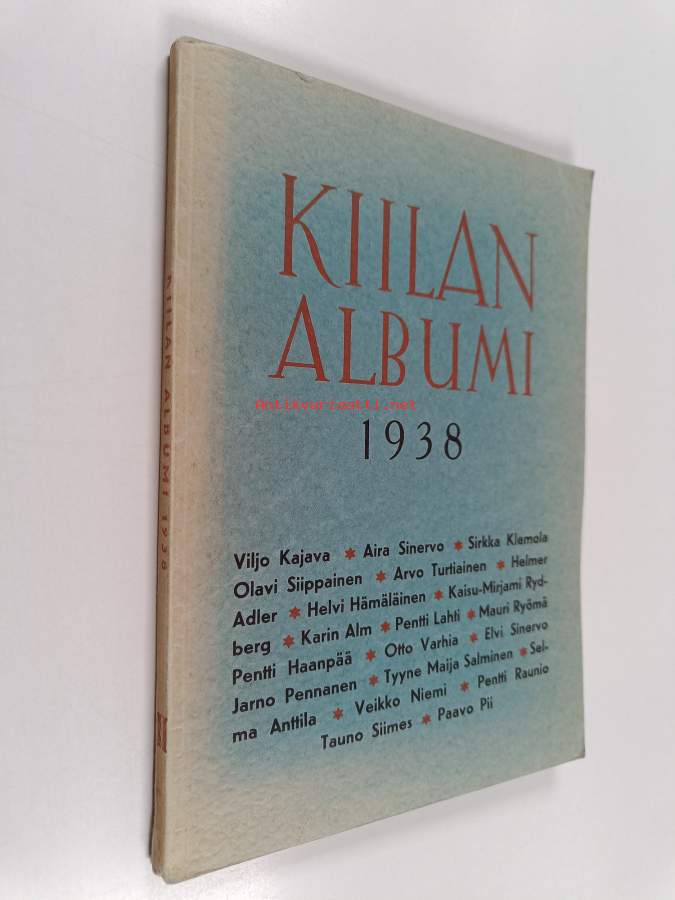 KIILAN
ALBUMI
Antikvariaatti.net
1938
Viljo Kajava * Aira Sinervo * Sirkka Klemola
Olavi Siippainen * Arvo Turtiainen * Helmer
Adler * Helvi Hämäläinen * Kaisu-Mirjami Ryd-
berg * Karin Alm * Pentti Lahti * Mauri Ryömä
Pentti Haanpää * Otto Varhia * Elvi Sinervo
Jarno Pennanen * Tyyne Maija Salminen * Sel-
ma Anttila * Veikko Niemi * Pentti Raunio
Tauno Siimes * Paavo Pii
KIILAN ALBUMI 1938